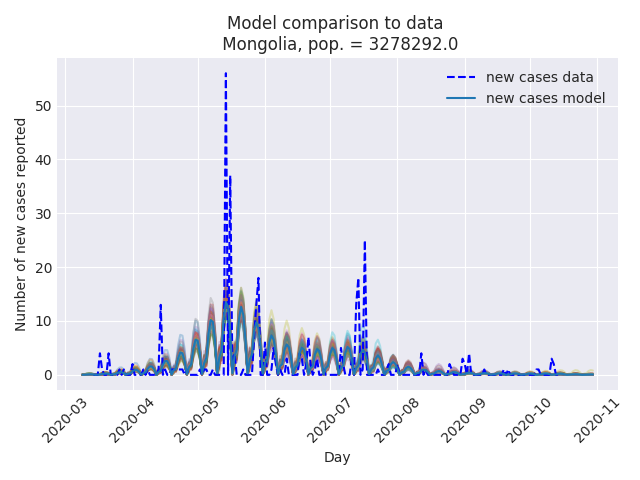 Model comparison to data
Mongolia, pop. = 3278292.0
new cases data
new cases model
Number of new cases reported
50
40
30
20
10
0
2020-03
2020-04
2020-05
2020-06
2020-07
2020-08
2020-09
2020-10
2020-11
Day